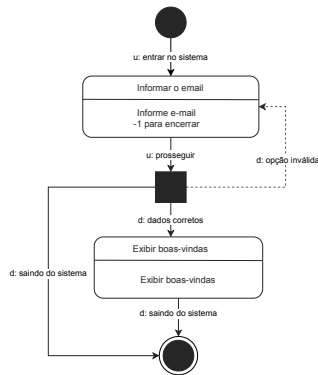 u: entrar no sistema
Informar o email
Informe e-mail
-1 para encerrar
u: prosseguir
d: opção inválida
d: dados corretos
Exibir boas-vindas
d: saindo do sistema
Exibir boas-vindas
d: saindo do sistema